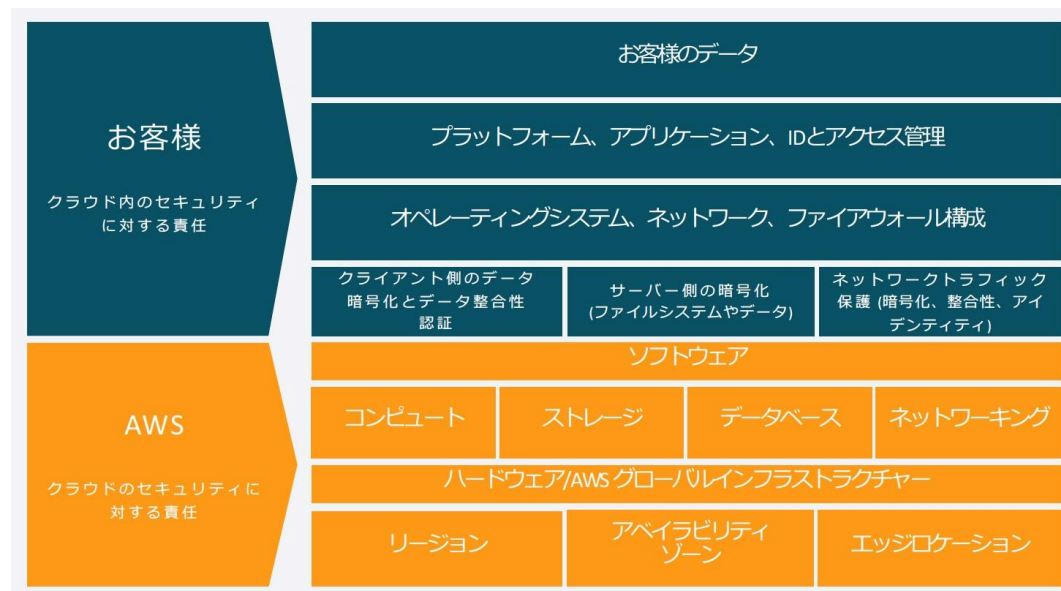 お客様
クラウド内のセキュリティ
に対する責任
お客様のデータ
プラットフォーム、アプリケーション、IDとアクセス管理
オペレーティングシステム、ネットワーク、ファイアウォール構成
クライアント側のデータ
暗号化とデータ整合性
認証
サーバー側の暗号化
(ファイルシステムやデータ)
ネットワークトラフィック
保護 (暗号化、整合性、アイ
デンティティ)
AWS
クラウドのセキュリティに
対する責任
ソフトウェア
コンピュート
ストレージ
データベース
ネットワーキング
ハードウェア/AWS グローバルインフラストラクチャー
リージョン
アベイラビリティ
ゾーン
エッジロケーション